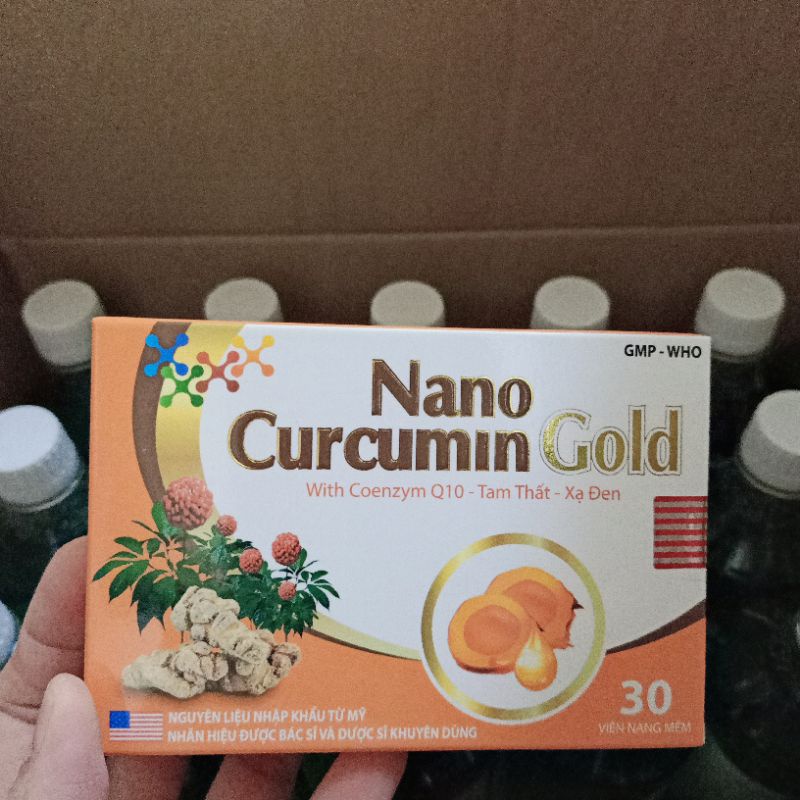 GMP - WHO
Nano
Curcumin Gold
With Coenzym Q10 - Tam Thất - Xạ Đen
30
VIÊN NANG MỀM
NGUYÊN LIỆU NHẬP KHẨU TỪ MỸ
NHÃN HIỆU ĐƯỢC BÁC SĨ VÀ DƯỢC SĨ KHUYÊN DÙNG